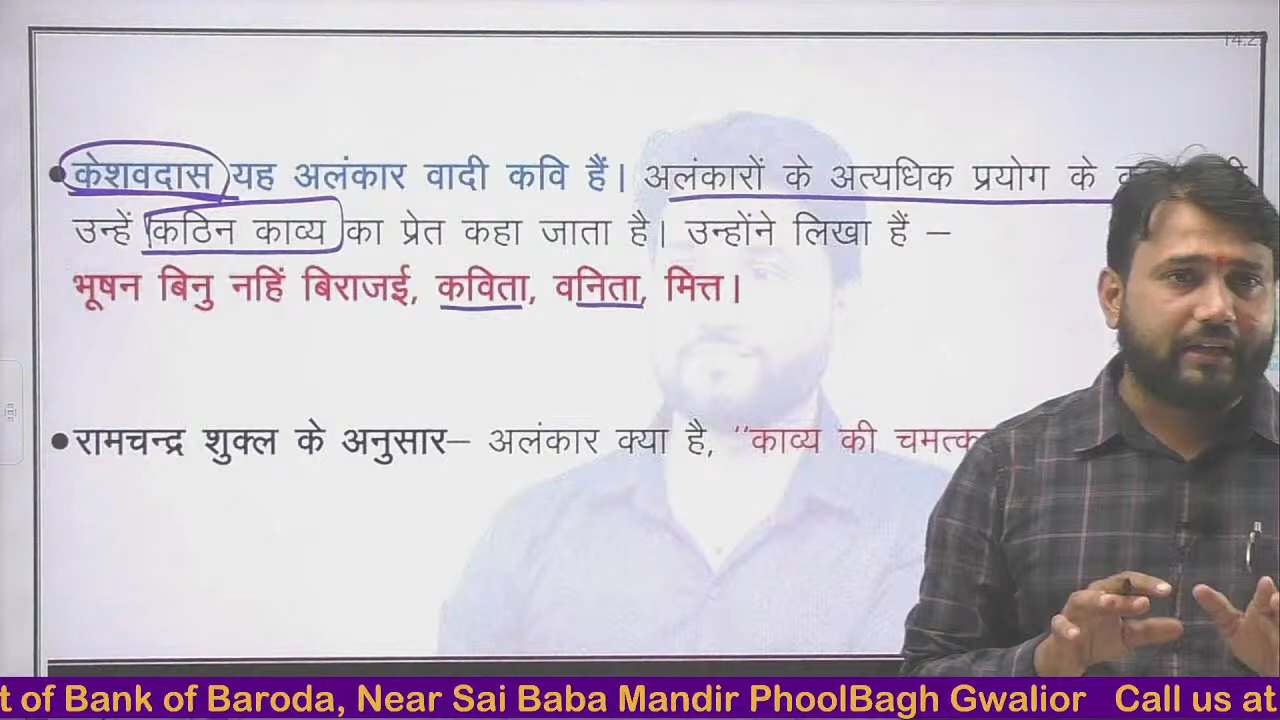 केशवदास यह अलंकार वादी कवि हैं। अलंकारों के अत्यधिक प्रयोग के
उन्हें कठिन काव्य का प्रेत कहा जाता है। उन्होंने लिखा हैं –
भूषन बिनु नहिं बिराजई, कविता, वनिता, मित्त।
रामचन्द्र शुक्ल के अनुसार– अलंकार क्या है, "काव्य की
of Bank of Baroda, Near Sai Baba Mandir PhoolBagh Gwalior Call us at